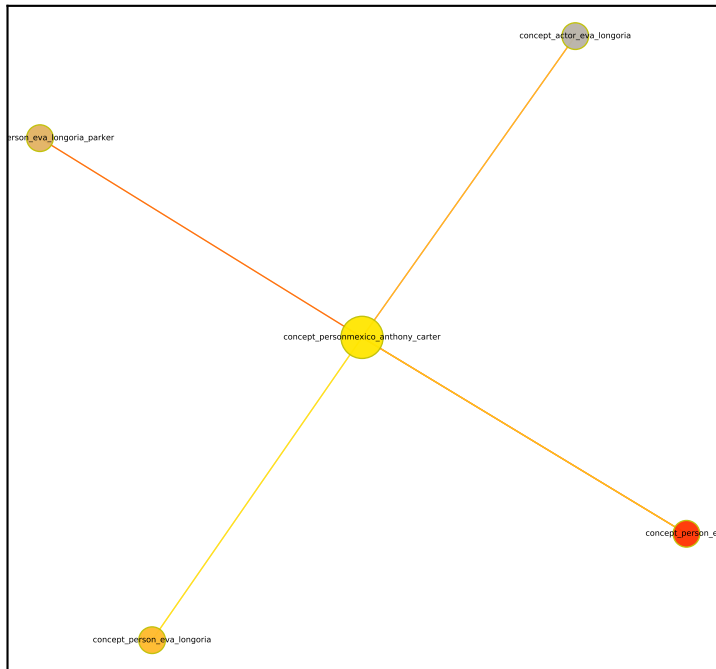 concept_actor_eva_longoria
erson_eva_longoria_parker
concept_personmexico_anthony_carter
concept_person_e
concept_person_eva_longoria